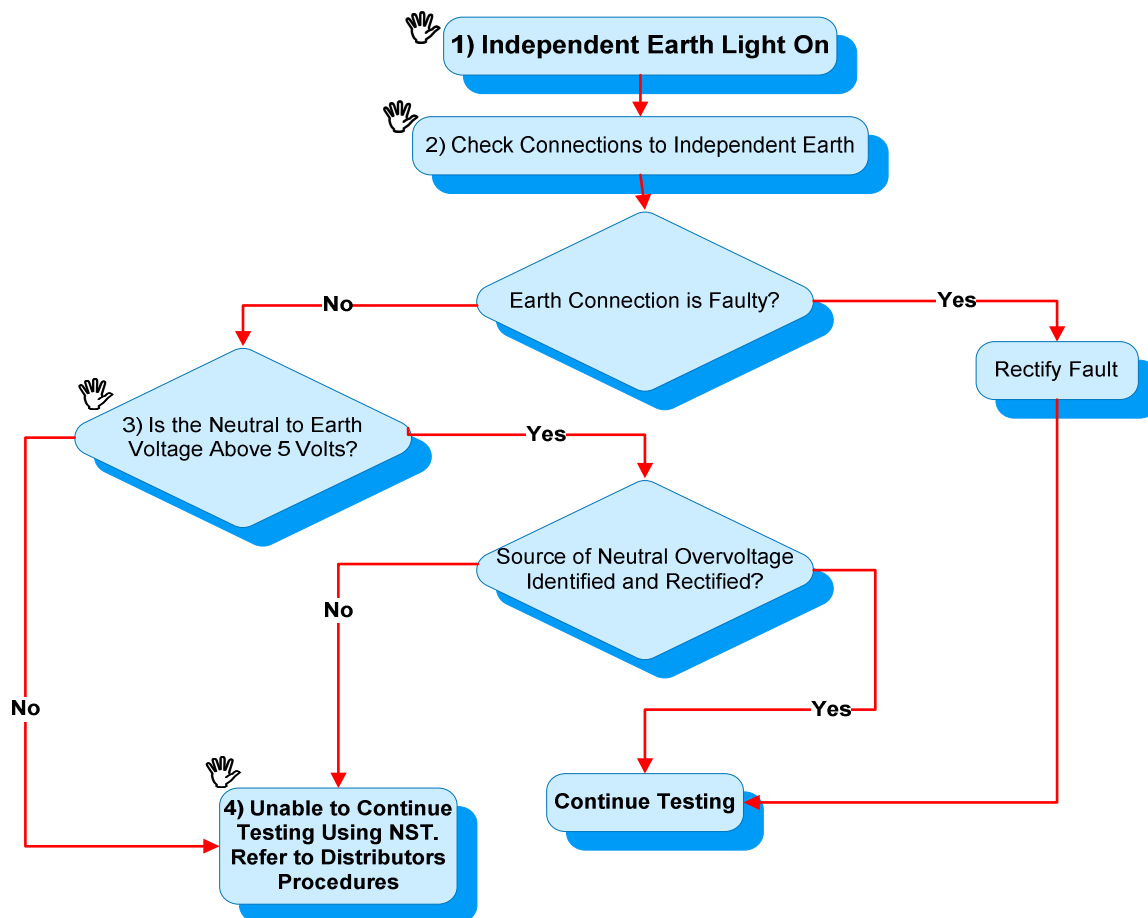 1) Independent Earth Light On
2) Check Connections to Independent Earth
Earth Connection is Faulty?
No
Yes
Rectify Fault
3) Is the Neutral to Earth
Voltage Above 5 Volts?
Yes
Source of Neutral Overvoltage
Identified and Rectified?
No
No
Yes
4) Unable to Continue
Testing Using NST.
Refer to Distributors
Procedures
Continue Testing